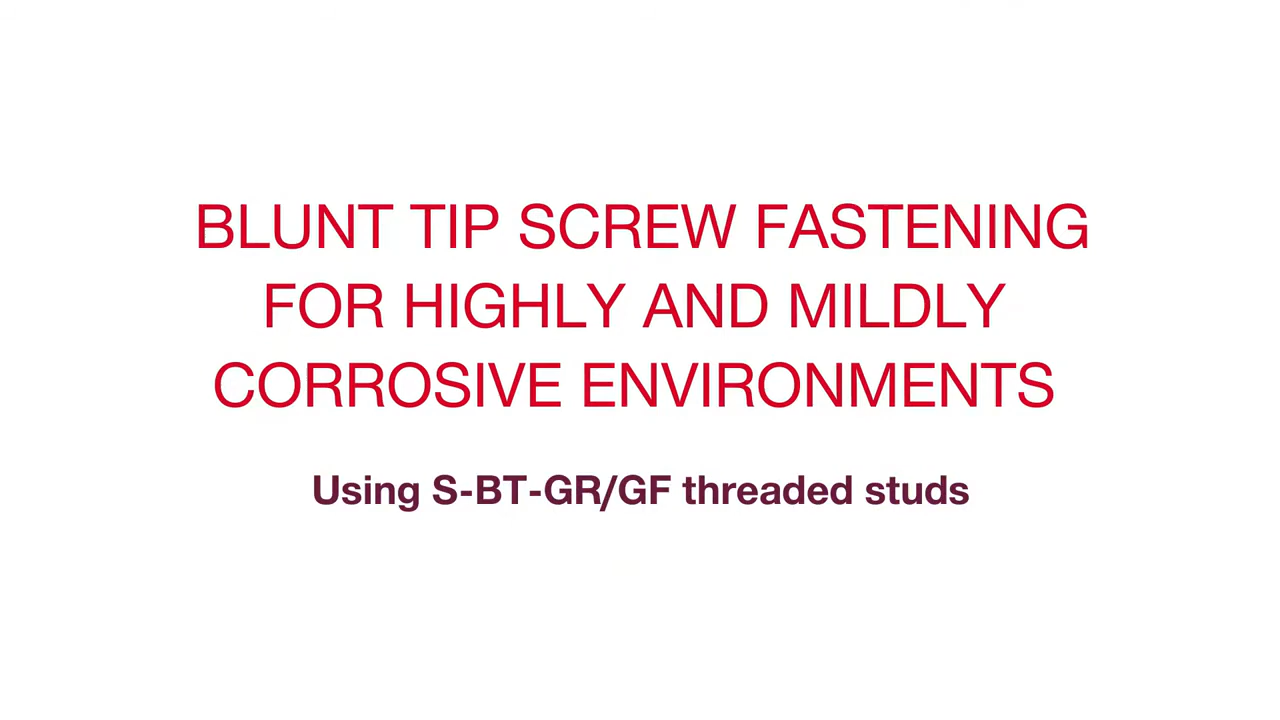 BLUNT TIP SCREW FASTENING
FOR HIGHLY AND MILDLY
CORROSIVE ENVIRONMENTS
Using S-BT-GR/GF threaded studs